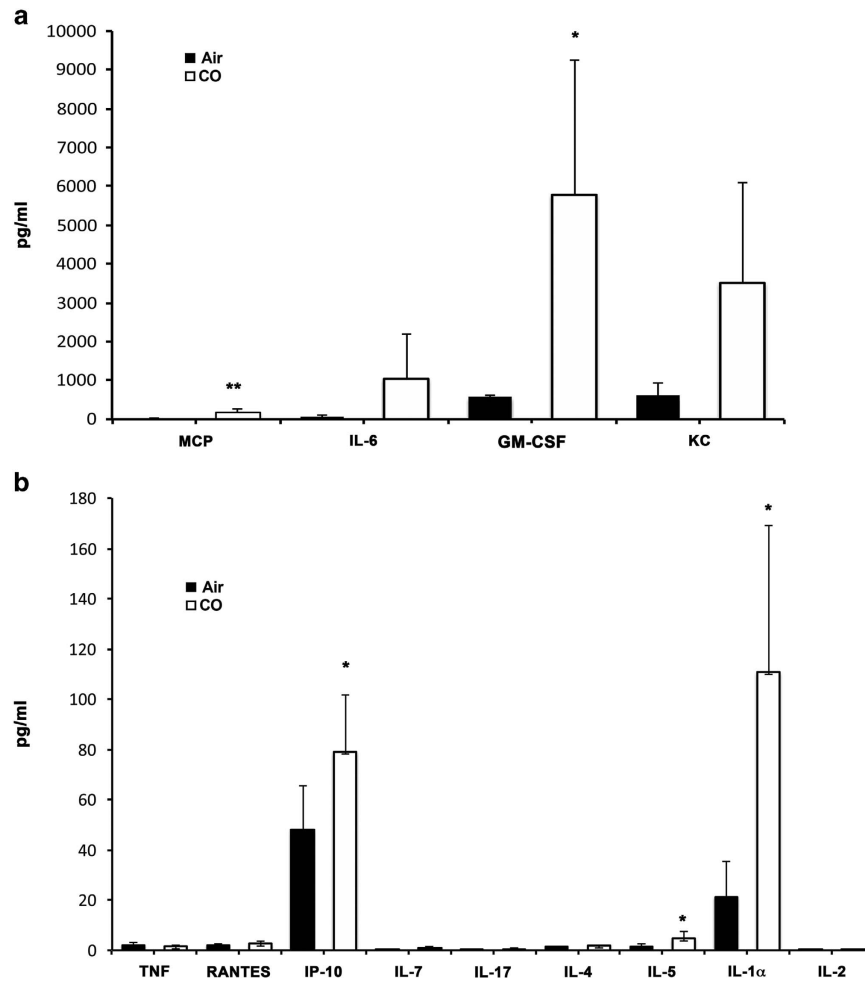 a
10000
9000
8000
7000
6000
5000
4000
3000
2000
1000
0
pg/ml
Air
CO
*
**
MCP IL-6 GM-CSF KC
b
180
160
140
120
100
80
60
40
20
0
pg/ml
Air
CO
*
*
*
TNF RANTES IP-10 IL-7 IL-17 IL-4 IL-5 IL-1α IL-2